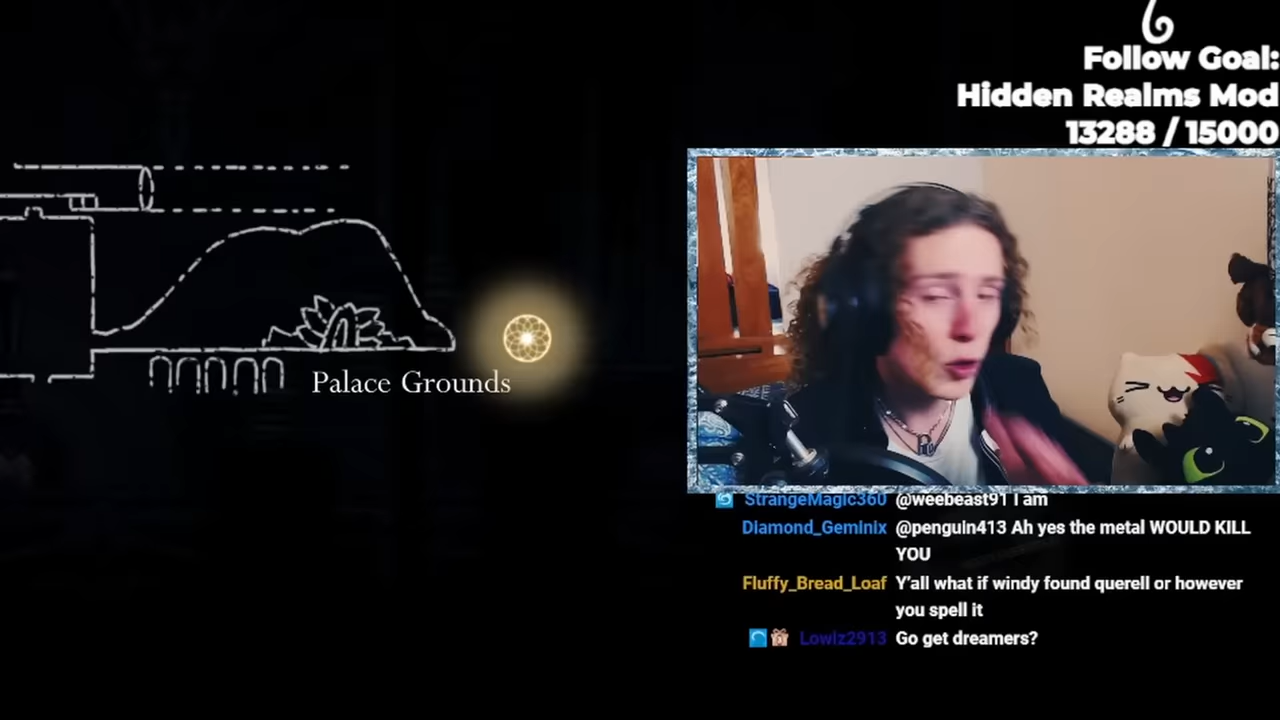 Follow Goal:
Hidden Realms Mod
13288 / 15000
Palace Grounds
StrangeMagic360 @weebeast91 I am
Diamond_Geminix @penguin413 Ah yes the metal WOULD KILL
YOU
Fluffy_Bread_Loaf Y'all what if windy found querell or however
you spell it
Lowiz2913 Go get dreamers?